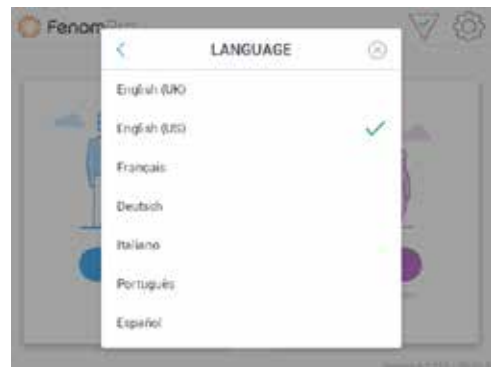 Fenom
LANGUAGE
English (UK)
English (US)
Français
Deutsch
Italiano
Português
Español